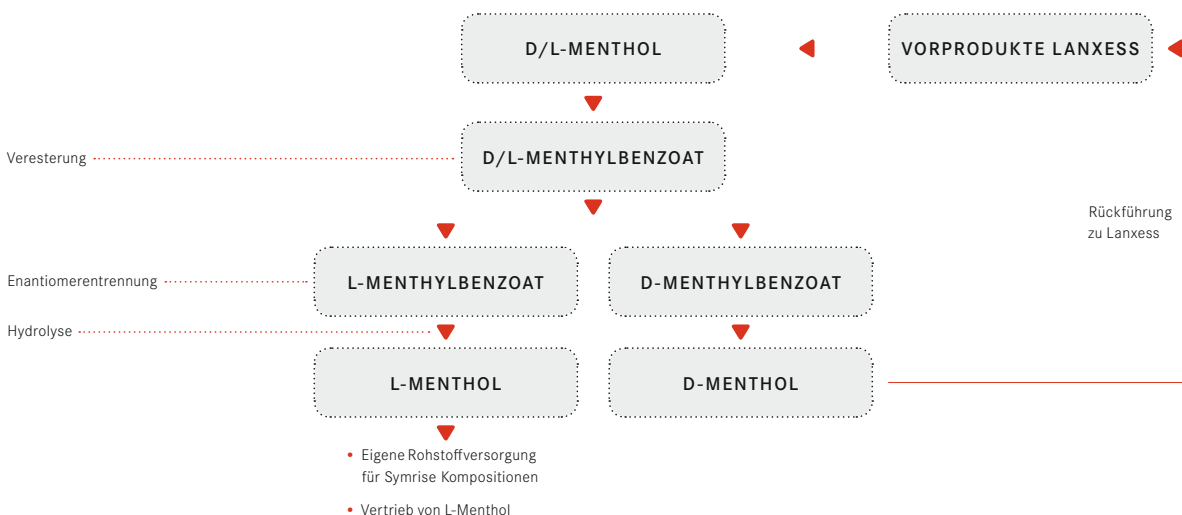 D/L-MENTHOL
VORPRODUKTE LANXESS
Veresterung
D/L-MENTHYLBENZOAT
Rückführung
zu Lanxess
Enantiomerentrennung
L-MENTHYLBENZOAT
D-MENTHYLBENZOAT
Hydrolyse
L-MENTHOL
D-MENTHOL
• Eigene Rohstoffversorgung
für Symrise Kompositionen
• Vertrieb von L-Menthol